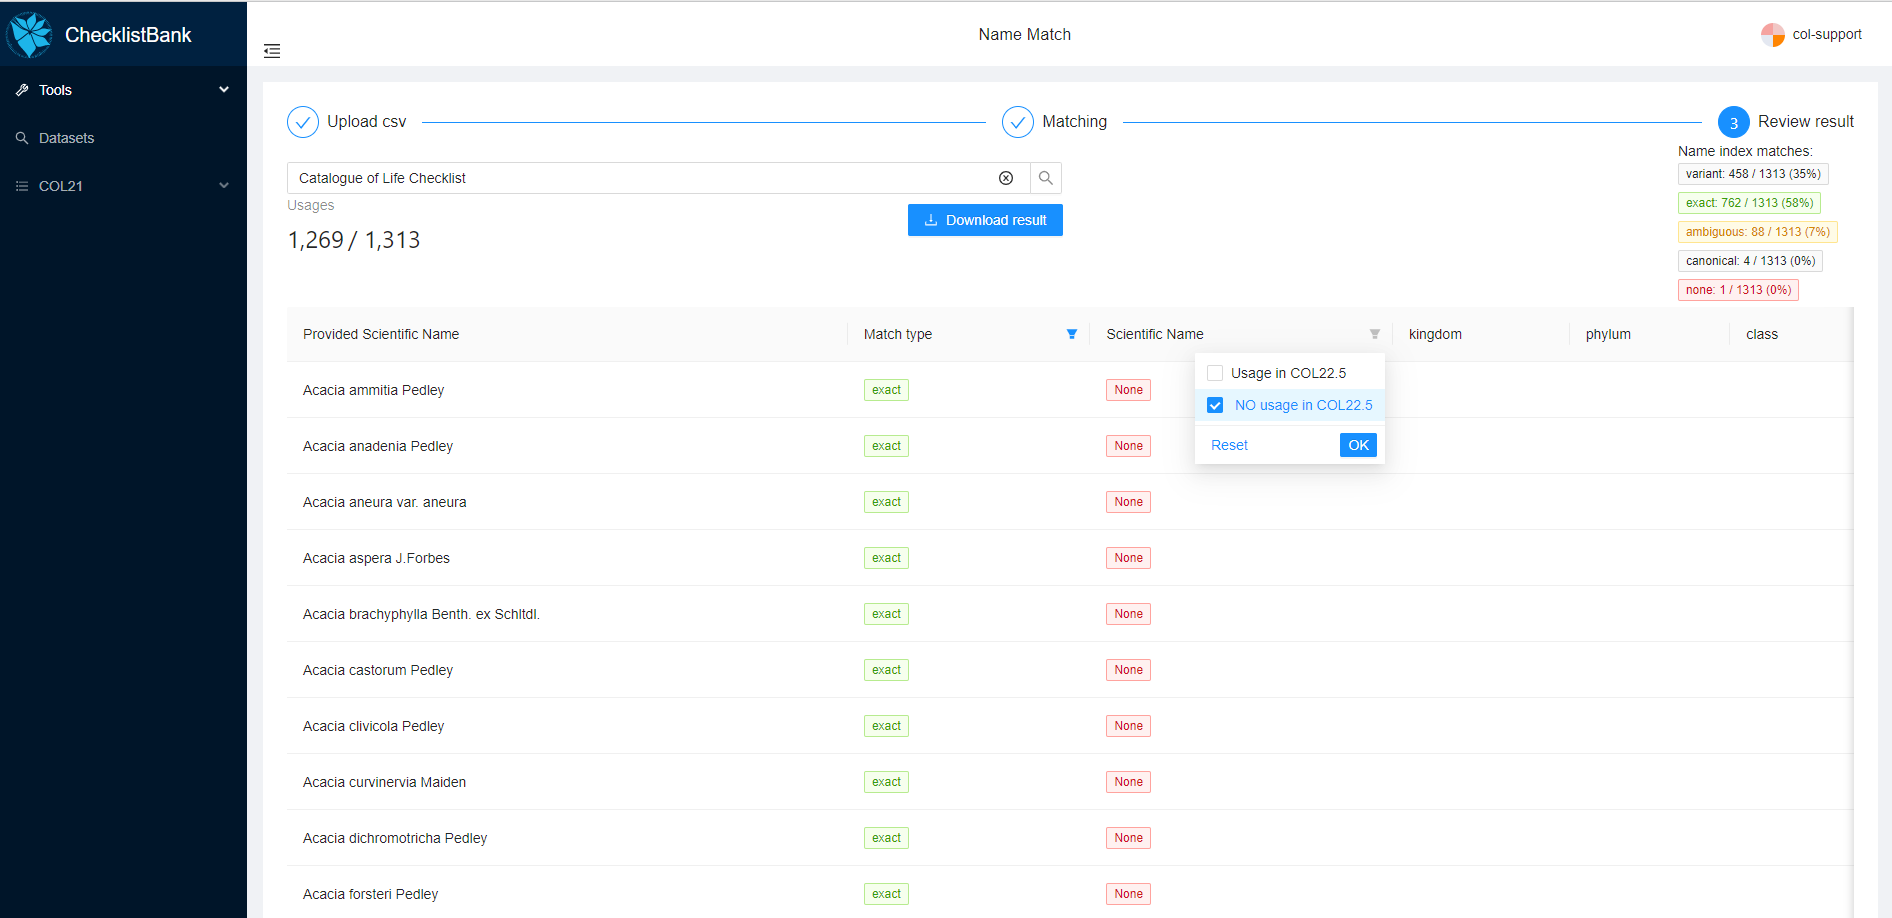 ChecklistBank
Name Match
col-support
Tools
Datasets
COL21
Upload csv
Matching
3
Review result
Name index matches:
variant: 458 / 1313 (35%)
exact: 762 / 1313 (58%)
ambiguous: 88 / 1313 (7%)
canonical: 4 / 1313 (0%)
none: 1 / 1313 (0%)
Catalogue of Life Checklist
Usages
1,269 / 1,313
Download result
Provided Scientific Name Match type Scientific Name kingdom phylum class
Usage in COL22.5
NO usage in COL22.5
Reset OK
Acacia ammitia Pedley exact None
Acacia anadenia Pedley exact None
Acacia aneura var. aneura exact None
Acacia aspera J.Forbes exact None
Acacia brachyphylla Benth. ex Schltdl. exact None
Acacia castorum Pedley exact None
Acacia clivicola Pedley exact None
Acacia curvinervia Maiden exact None
Acacia dichromotricha Pedley exact None
Acacia forsteri Pedley exact None